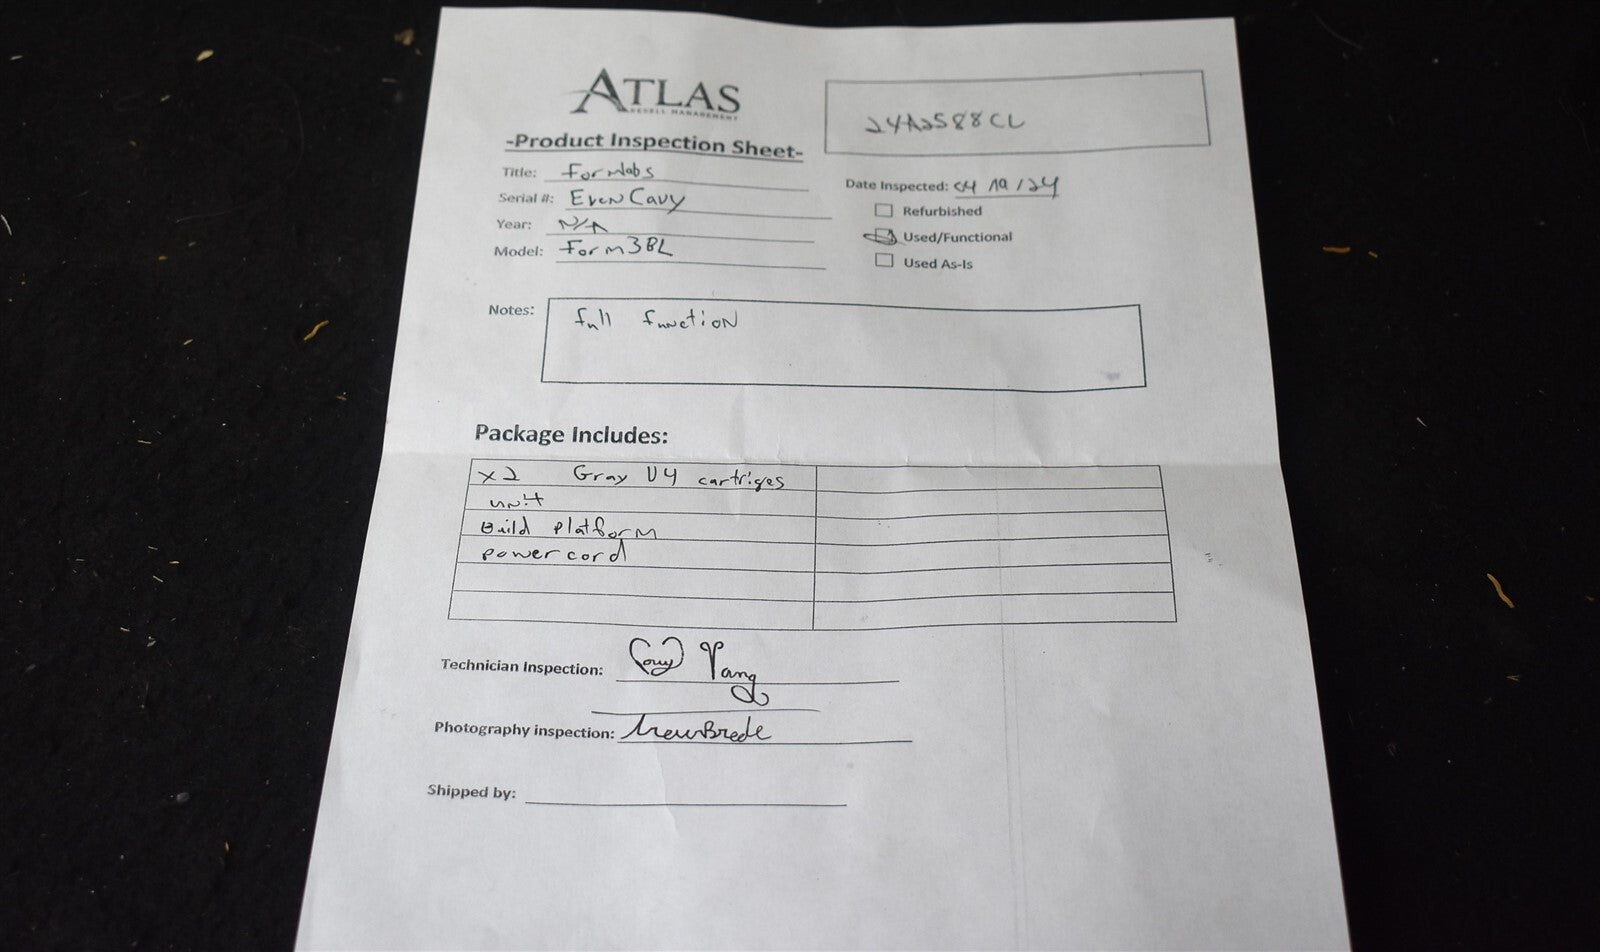 ATLAS
RESELL MANAGEMENT
24A2588CL
-Product Inspection Sheet-
Title: Formlabs
Serial #: EvenCavy
Year: N/A
Model: Form3BL
Date Inspected: 04/19/24
Refurbished
Used/Functional
Used As-Is
Notes: full function
Package Includes:
x2 Gray V4 cartriges
unit
Build platform
power cord
Technician Inspection: Yang
Photography inspection:
Shipped by: